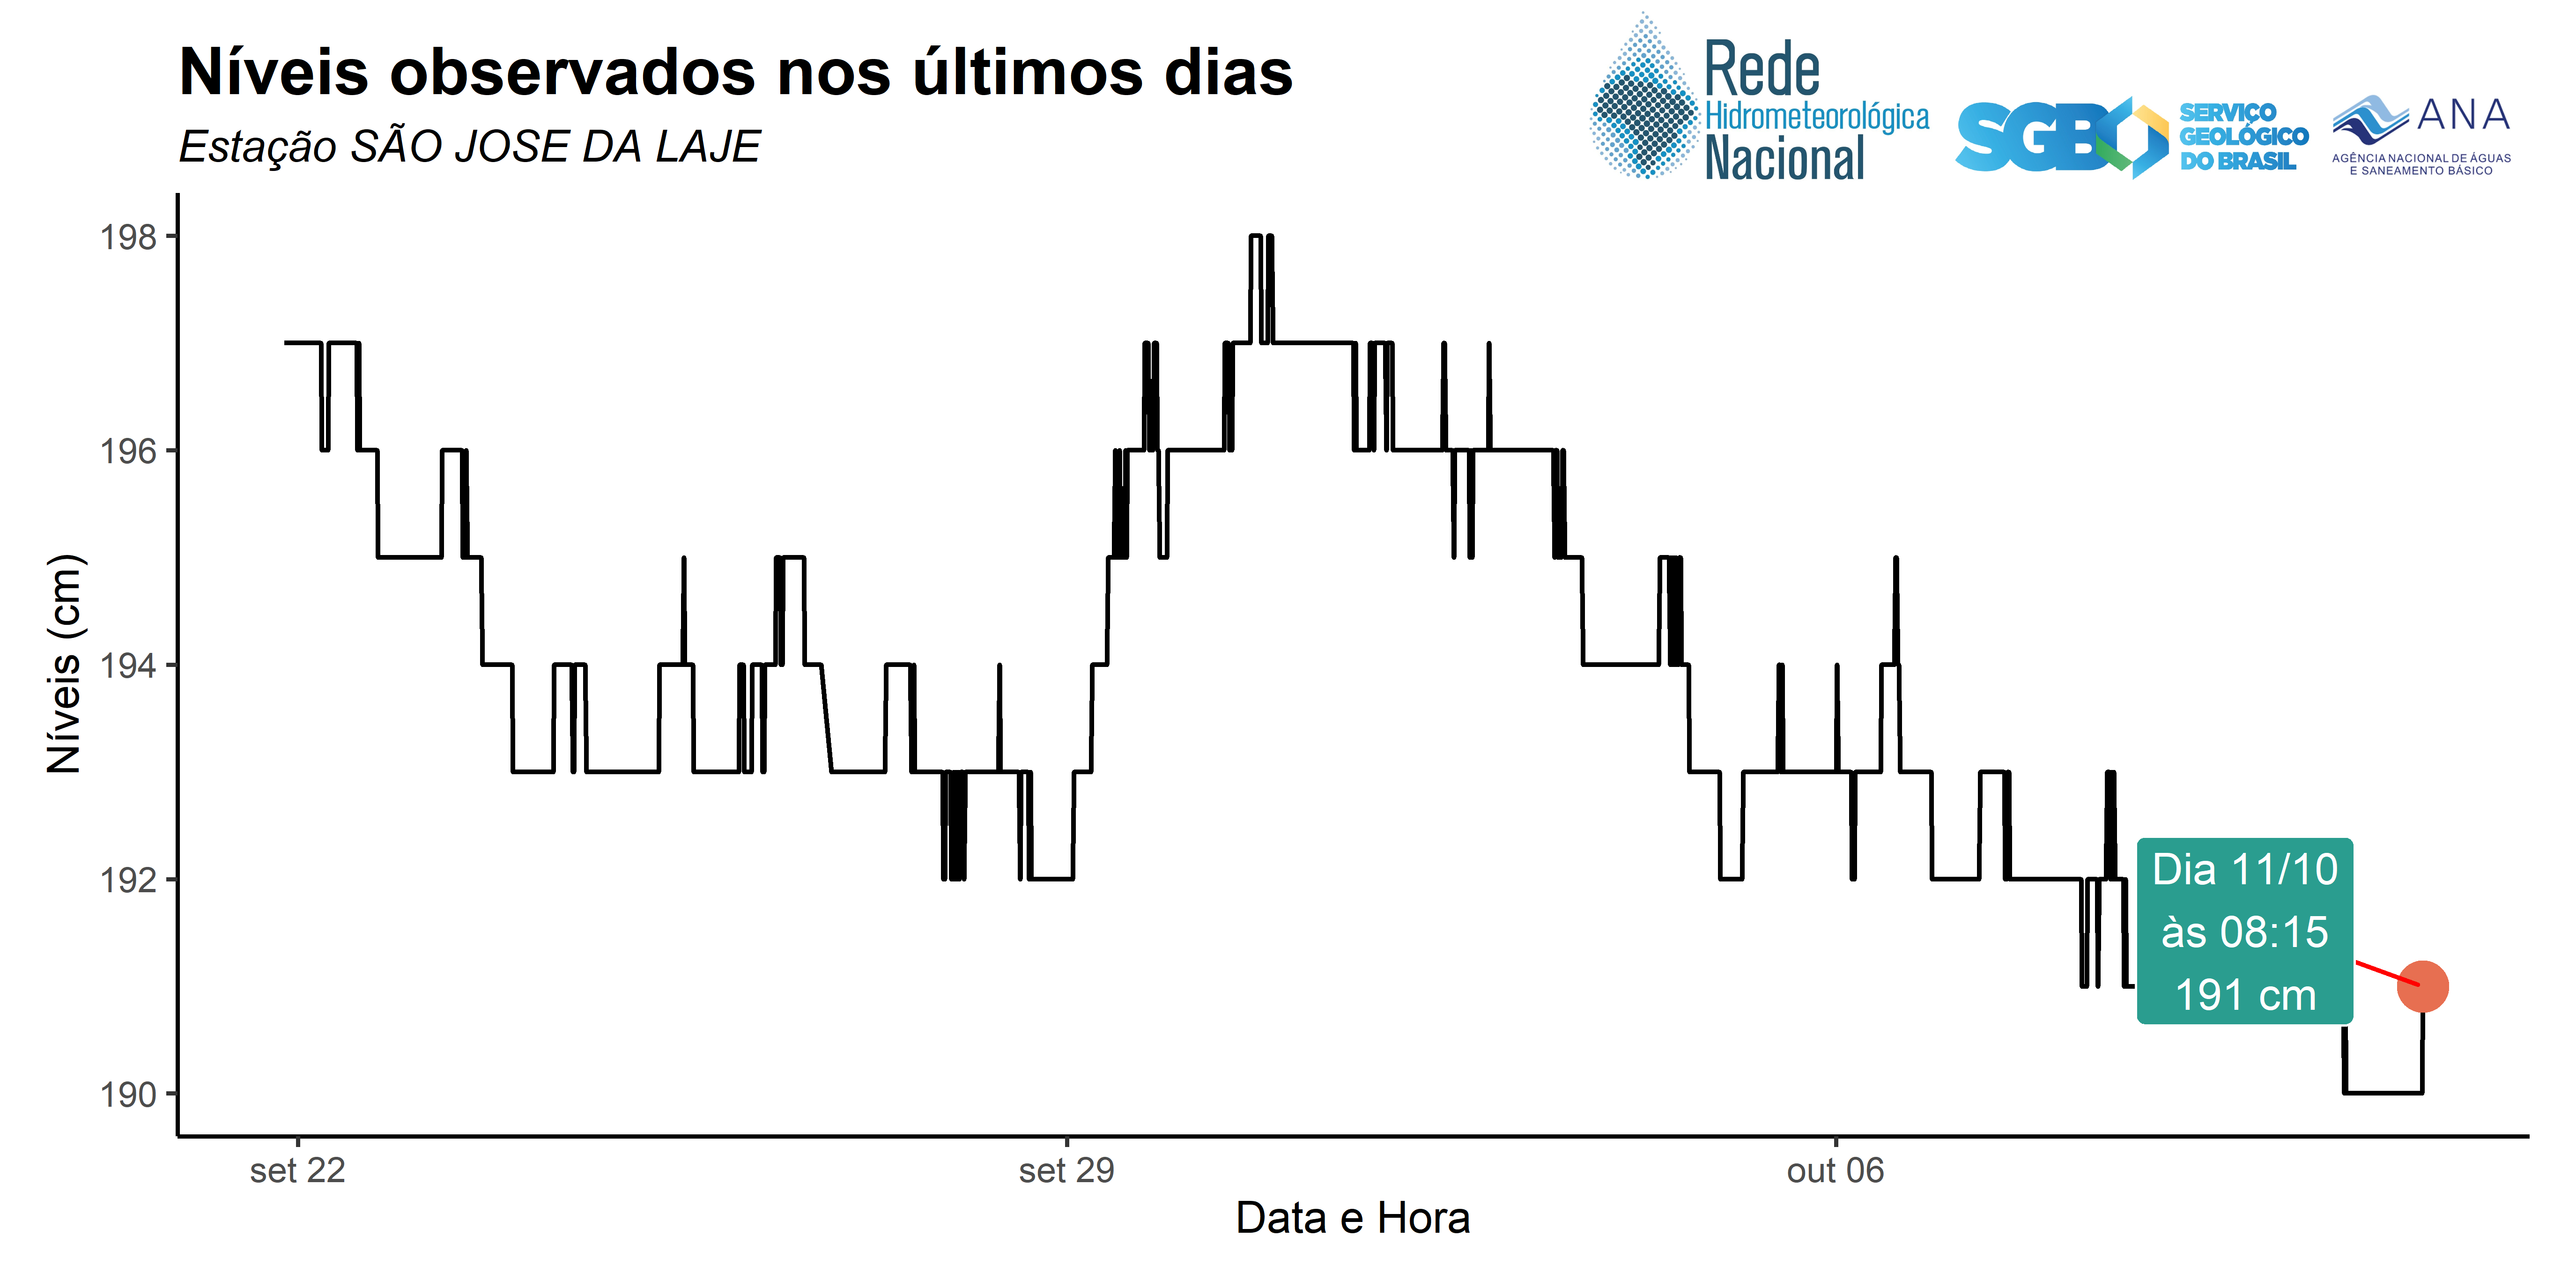 Níveis observados nos últimos dias
Estação SÃO JOSE DA LAJE
Rede
Hidrometeorológica
Nacional
SGB
SERVIÇO
GEOLÓGICO
DO BRASIL
ANA
AGÊNCIA NACIONAL DE ÁGUAS
E SANEAMENTO BÁSICO
Níveis (cm)
198
196
194
192
190
Dia 11/10
às 08:15
191 cm
set 22
set 29
out 06
Data e Hora